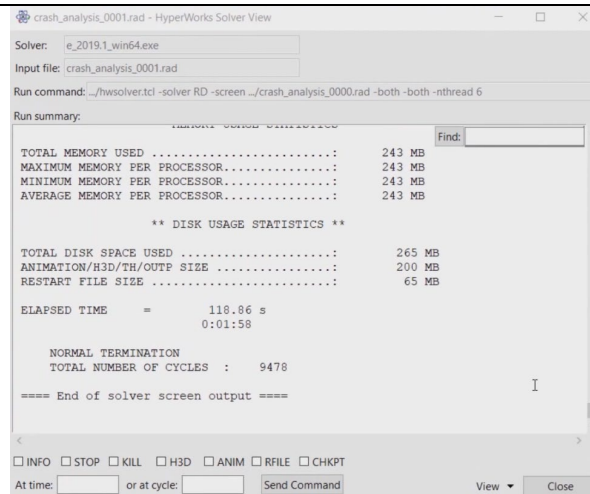 crash_analysis_0001.rad - HyperWorks Solver View
Solver: e_2019.1_win64.exe
Input file: crash_analysis_0001.rad
Run command: .../hwsolver.tcl -solver RD -screen .../crash_analysis_0000.rad -both -both -nthread 6
Run summary:
MEMORY USAGE STATISTICS
Find:
TOTAL MEMORY USED .........................: 243 MB
MAXIMUM MEMORY PER PROCESSOR...............: 243 MB
MINIMUM MEMORY PER PROCESSOR...............: 243 MB
AVERAGE MEMORY PER PROCESSOR...............: 243 MB
** DISK USAGE STATISTICS **
TOTAL DISK SPACE USED .....................: 265 MB
ANIMATION/H3D/TH/OUTP SIZE ................: 200 MB
RESTART FILE SIZE .........................: 65 MB
ELAPSED TIME = 118.86 s
0:01:58
NORMAL TERMINATION
TOTAL NUMBER OF CYCLES : 9478
==== End of solver screen output ====
INFO STOP KILL H3D ANIM RFILE CHKPT
At time: or at cycle: Send Command View Close